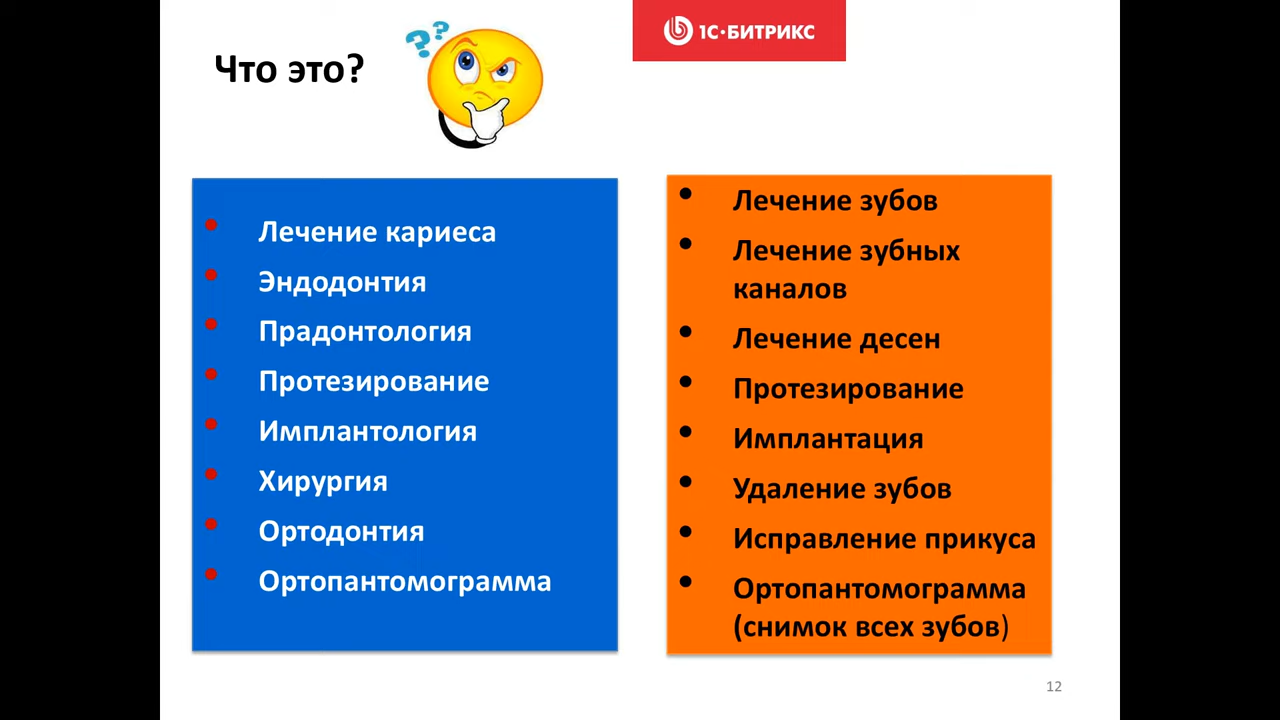 Что это?
1С-БИТРИКС
Лечение кариеса
Эндодонтия
Прадонтология
Протезирование
Имплантология
Хирургия
Ортодонтия
Ортопантомограмма
Лечение зубов
Лечение зубных
каналов
Лечение десен
Протезирование
Имплантация
Удаление зубов
Исправление прикуса
Ортопантомограмма
(снимок всех зубов)
12